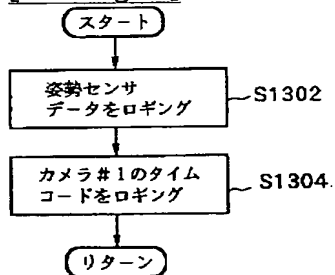 スタート
姿勢センサ
データをロギング
S1302
カメラ#1のタイム
コードをロギング
S1304.
リターン